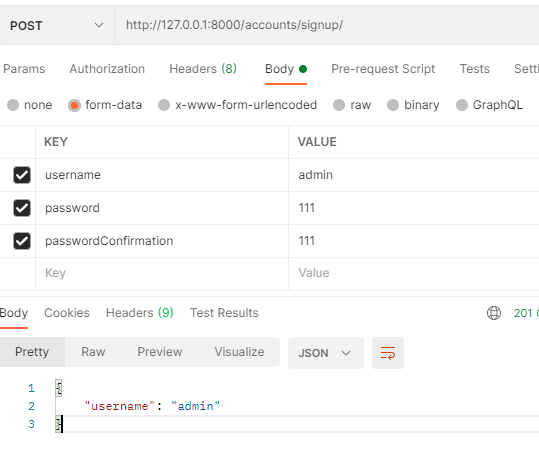 POST http://127.0.0.1:8000/accounts/signup/
Params Authorization Headers (8) Body Pre-request Script Tests Setti
none form-data x-www-form-urlencoded raw binary GraphQL
KEY VALUE
username admin
password 111
passwordConfirmation 111
Key Value
Body Cookies Headers (9) Test Results 201
Pretty Raw Preview Visualize JSON
1 {
2 "username": "admin"
3 }